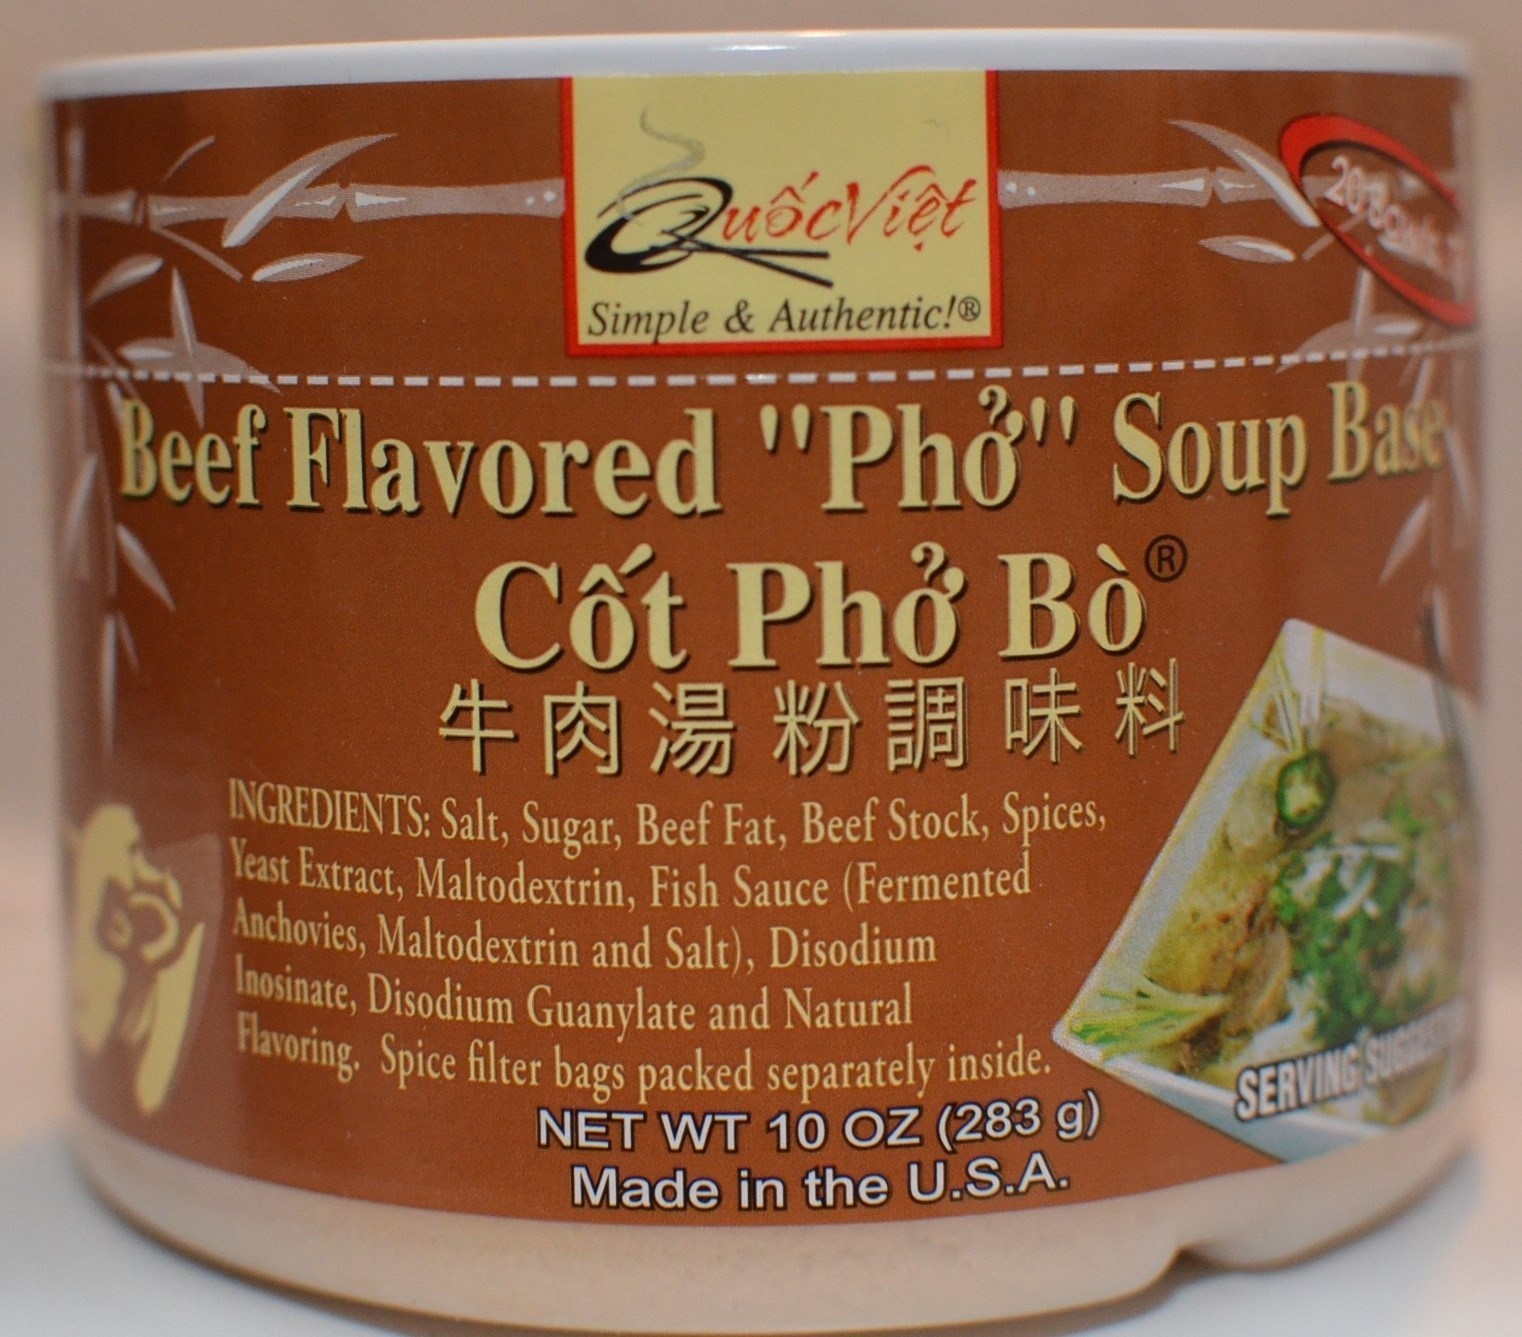 QuốcViệt
Simple & Authentic!®
20 Bowls
Beef Flavored "Phở" Soup Base
Cốt Phở Bò®
牛肉湯粉調味料
INGREDIENTS: Salt, Sugar, Beef Fat, Beef Stock, Spices,
Yeast Extract, Maltodextrin, Fish Sauce (Fermented
Anchovies, Maltodextrin and Salt), Disodium
Inosinate, Disodium Guanylate and Natural
Flavoring. Spice filter bags packed separately inside.
NET WT 10 OZ (283 g)
Made in the U.S.A.
SERVING